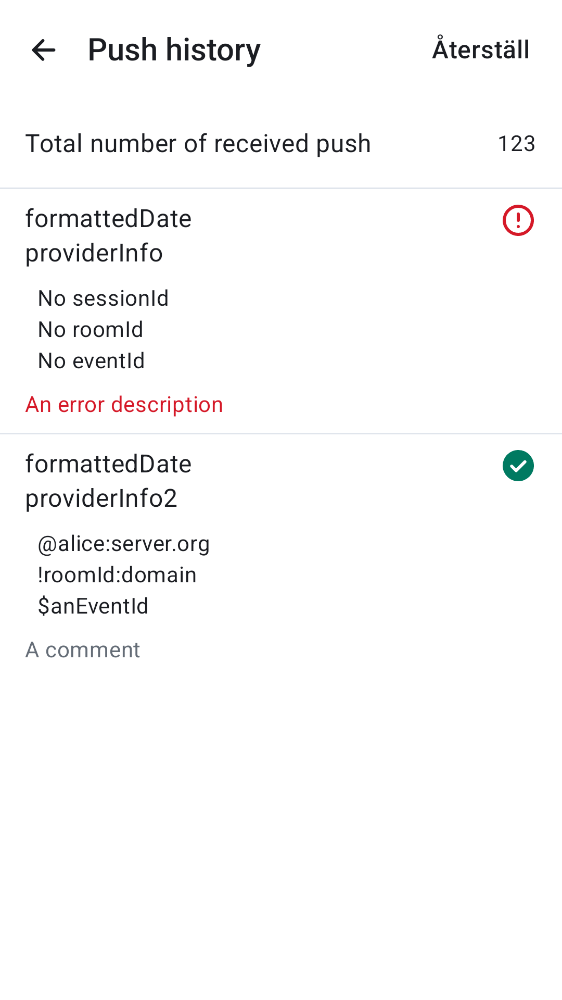 Push history
Återställ
Total number of received push
123
formattedDate
providerInfo
No sessionId
No roomId
No eventId
An error description
formattedDate
providerInfo2
@alice:server.org
!roomId:domain
$anEventId
A comment